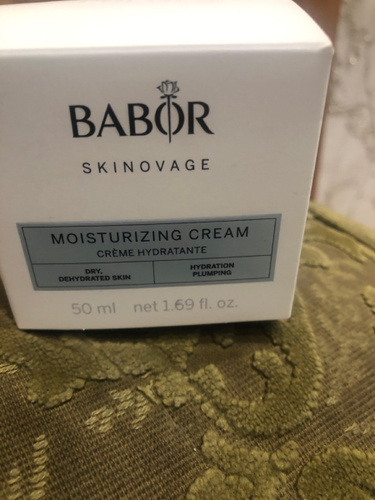 BABOR
SKINOVAGE
MOISTURIZING CREAM
CRÈME HYDRATANTE
DRY,
DEHYDRATED SKIN
HYDRATION
PLUMPING
50 ml net 1.69 fl. oz.